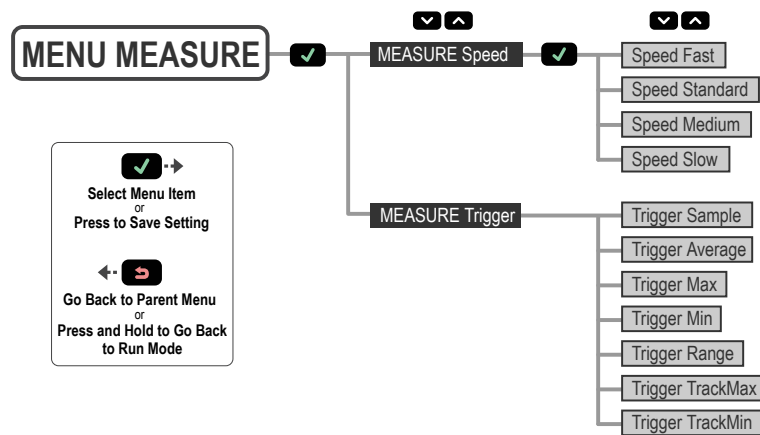 MENU MEASURE
MEASURE Speed
Speed Fast
Speed Standard
Speed Medium
Speed Slow
MEASURE Trigger
Trigger Sample
Trigger Average
Trigger Max
Trigger Min
Trigger Range
Trigger TrackMax
Trigger TrackMin
Select Menu Item
or
Press to Save Setting
Go Back to Parent Menu
or
Press and Hold to Go Back
to Run Mode